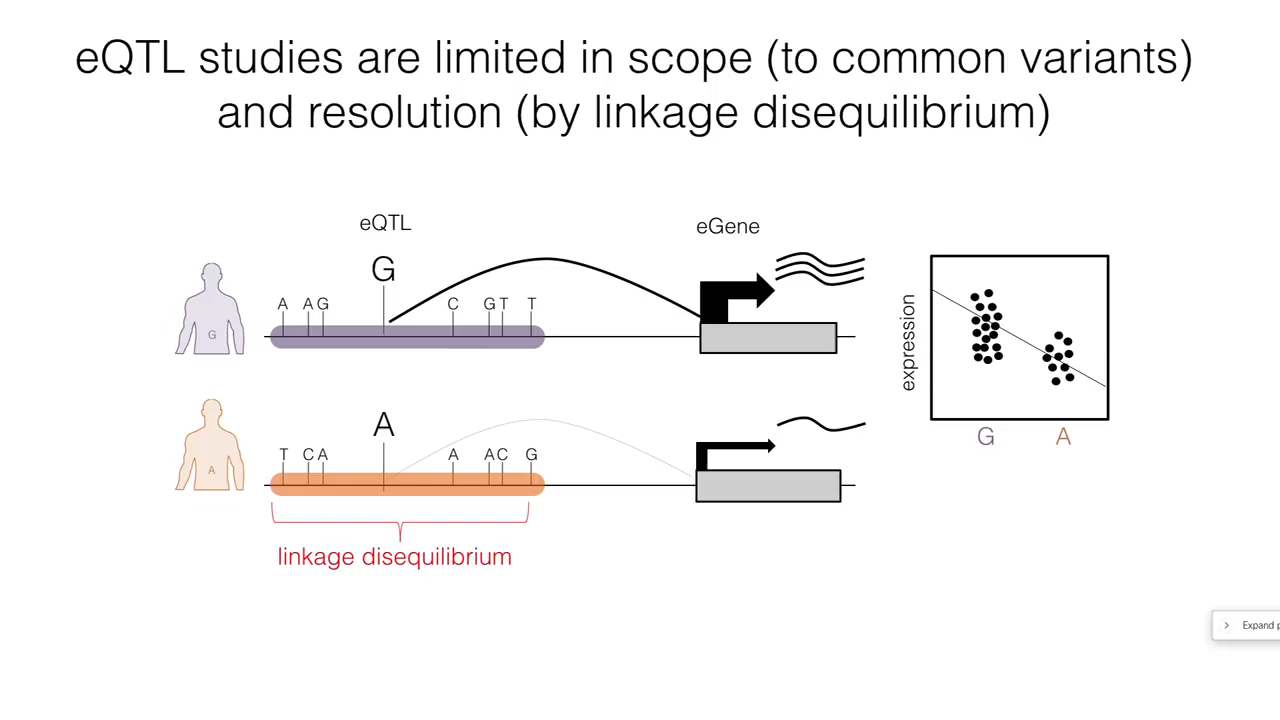 eQTL studies are limited in scope (to common variants)
and resolution (by linkage disequilibrium)
eQTL
eGene
G
A A G C G T T
G
expression
G A
A
T C A A A C G
A
linkage disequilibrium
Expand